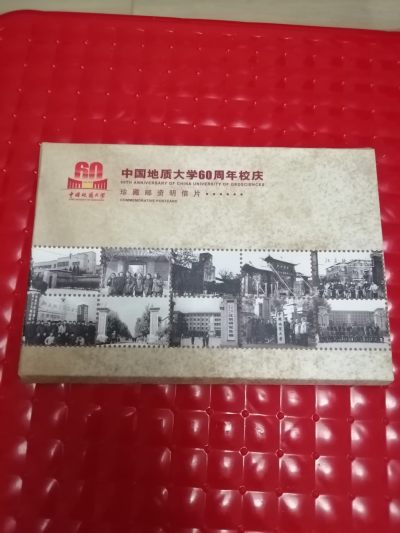 60
中国地质大学
中国地质大学60周年校庆
60TH ANNIVERSARY OF CHINA UNIVERSITY OF GEOSCIENCES
珍藏邮资明信片
COMMEMORATIVE POSTCARD